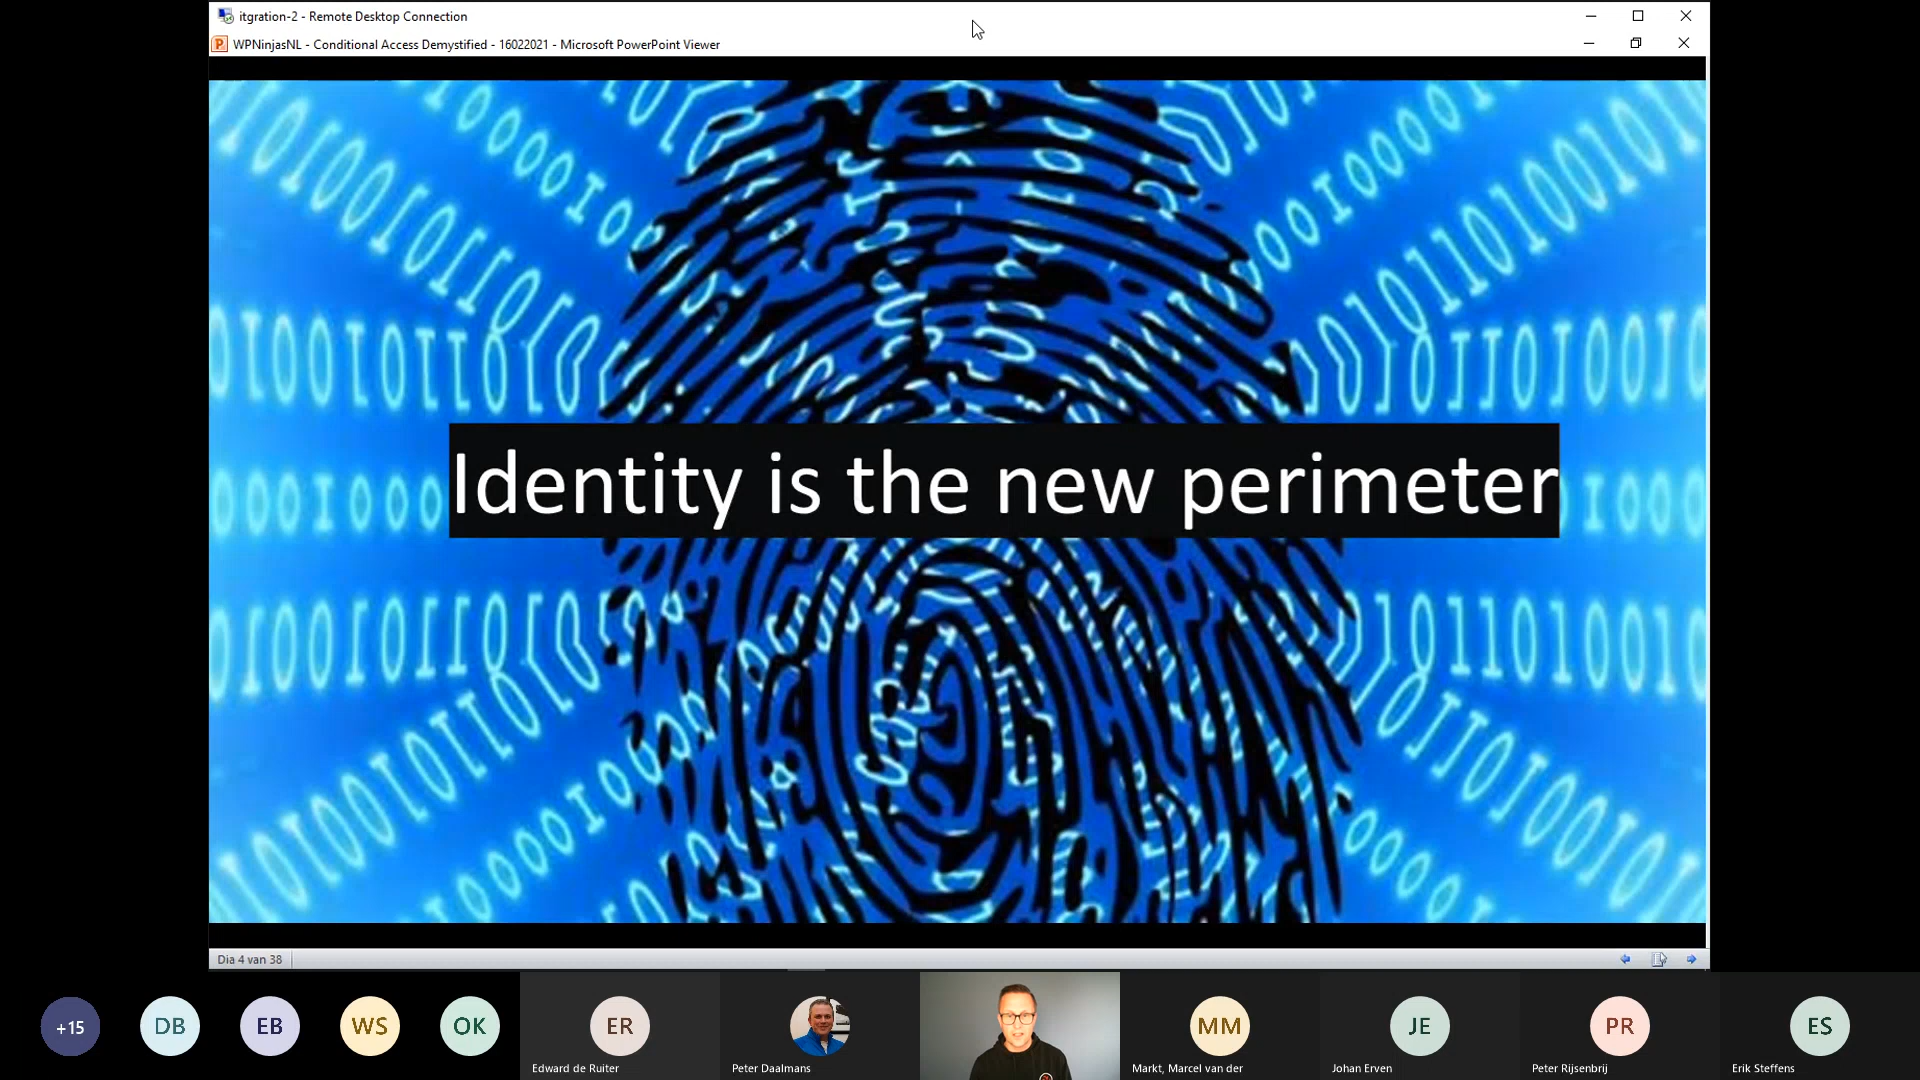 itgration-2 - Remote Desktop Connection
WPNinjasNL - Conditional Access Demystified - 16022021 - Microsoft PowerPoint Viewer
Identity is the new perimeter
Dia 4 van 38
+15
DB
EB
WS
OK
ER
MM
JE
PR
ES
Edward de Ruiter
Peter Daalmans
Markt, Marcel van der
Johan Erven
Peter Rijsenbrij
Erik Steffens